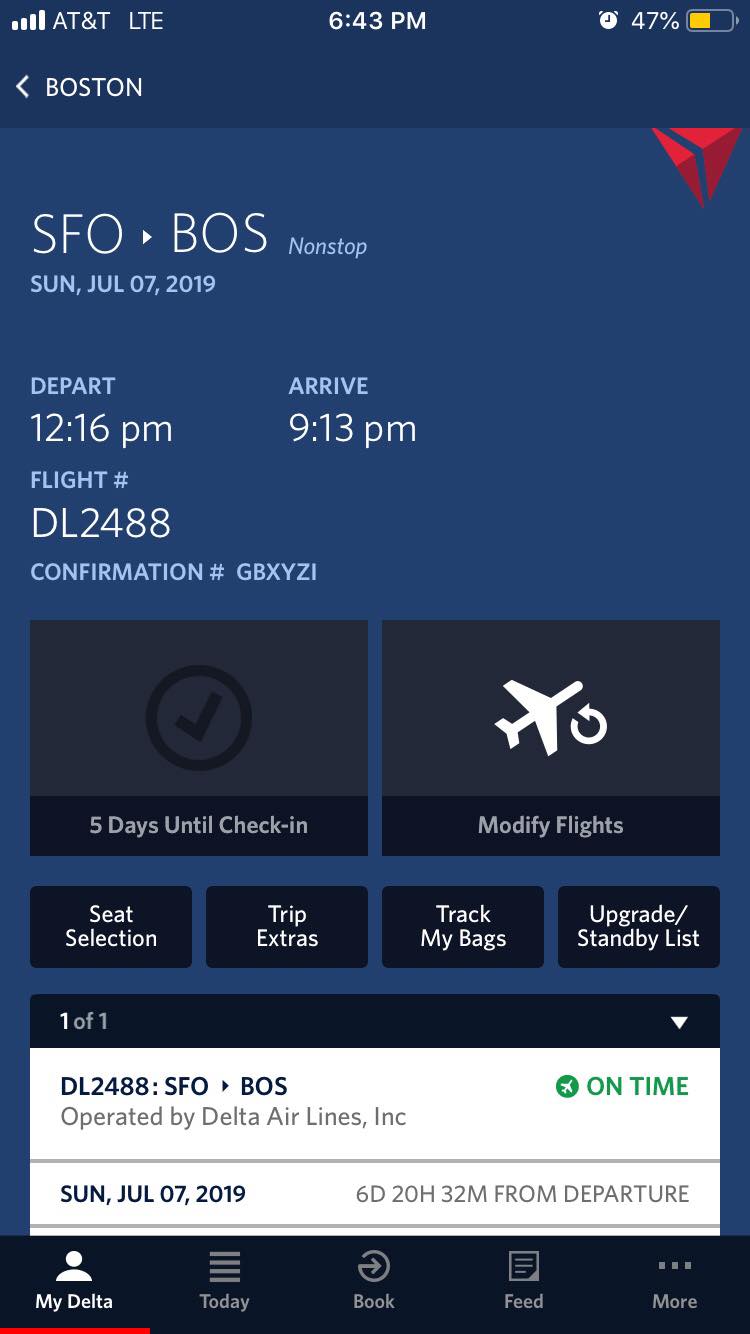 AT&T LTE 6:43 PM 47%
BOSTON
SFO ▸ BOS Nonstop
SUN, JUL 07, 2019
DEPART ARRIVE
12:16 pm 9:13 pm
FLIGHT #
DL2488
CONFIRMATION # GBXYZI
5 Days Until Check-in Modify Flights
Seat Trip Track Upgrade/
Selection Extras My Bags Standby List
1 of 1
DL2488: SFO ▸ BOS ON TIME
Operated by Delta Air Lines, Inc
SUN, JUL 07, 2019 6D 20H 32M FROM DEPARTURE
My Delta Today Book Feed More